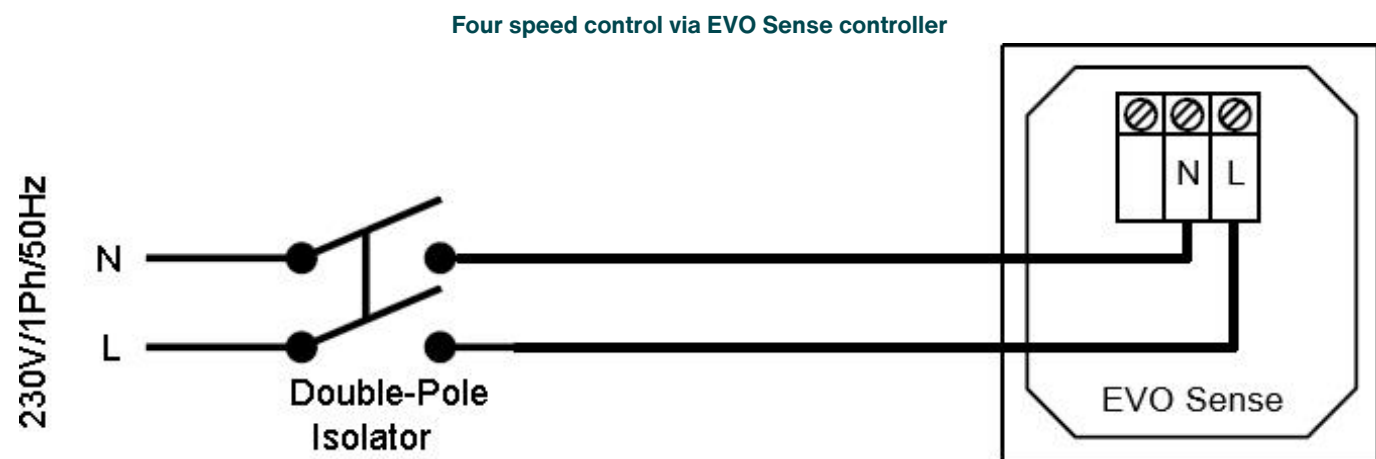 Four speed control via EVO Sense controller
230V/1Ph/50Hz
N
L
Double-Pole
Isolator
N L
EVO Sense